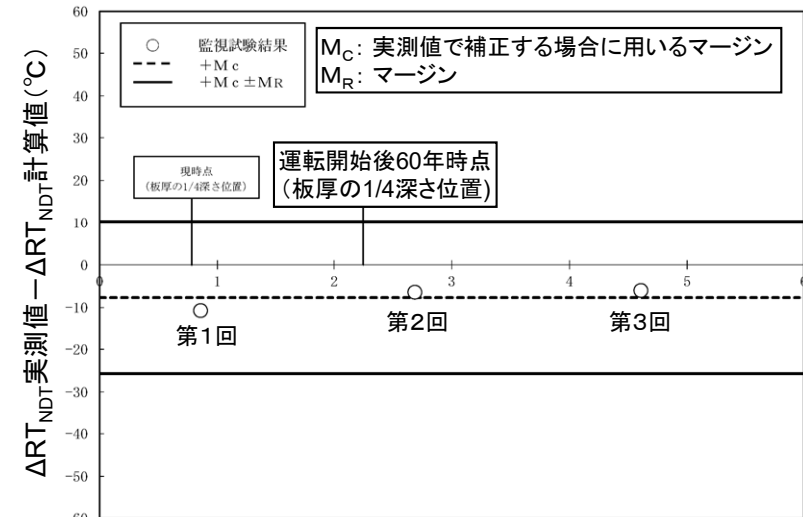 60
50
40
30
20
10
0
-10
-20
-30
-40
-50
-60
ΔRTNDT実測値－ΔRTNDT計算値(℃)
監視試験結果
＋Mc
＋Mc±MR
MC: 実測値で補正する場合に用いるマージン
MR: マージン
現時点
(板厚の1/4深さ位置)
運転開始後60年時点
(板厚の1/4深さ位置)
0
1
2
3
4
5
6
第1回
第2回
第3回